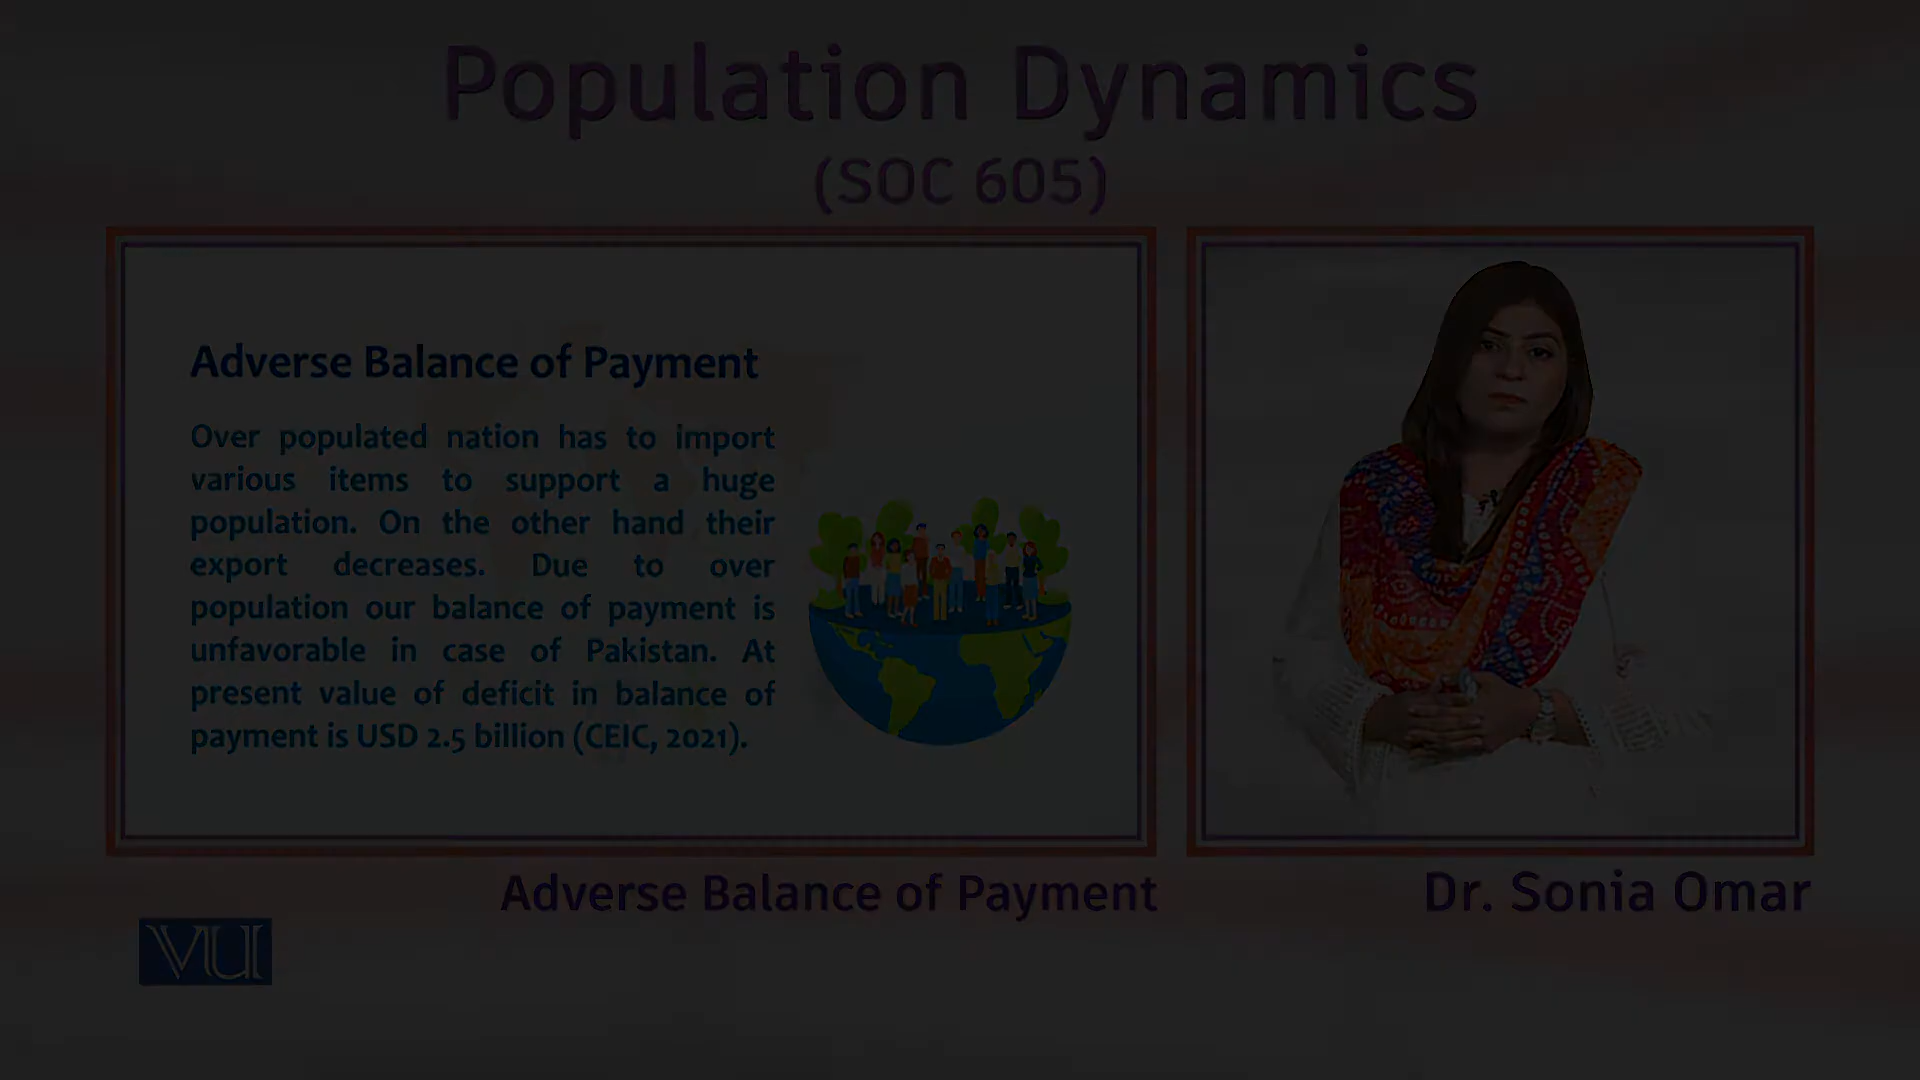 Population Dynamics
(SOC 605)
Adverse Balance of Payment
Over populated nation has to import
various items to support a huge
population. On the other hand their
export decreases. Due to over
population our balance of payment is
unfavorable in case of Pakistan. At
present value of deficit in balance of
payment is USD 2.5 billion (CEIC, 2021).
Adverse Balance of Payment
Dr. Sonia Omar
VU